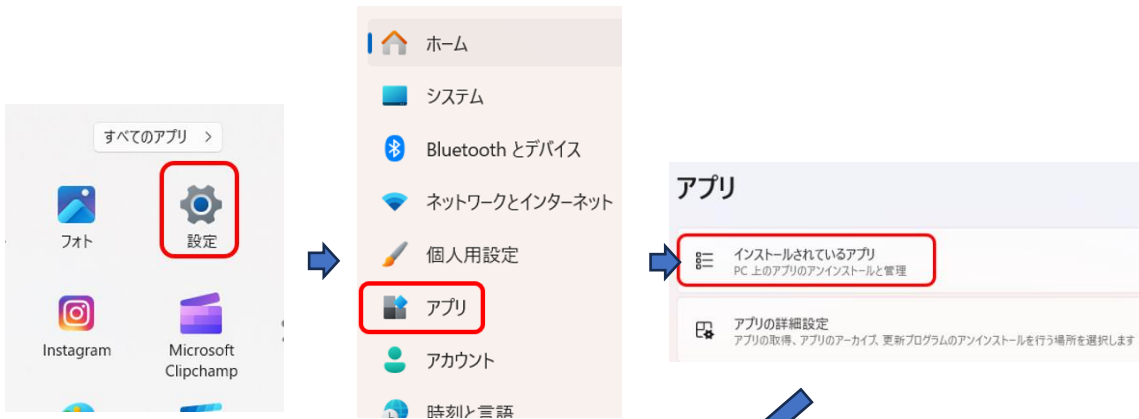 すべてのアプリ >
フォト
設定
Instagram
Microsoft
Clipchamp
ホーム
システム
Bluetooth とデバイス
ネットワークとインターネット
個人用設定
アプリ
アカウント
時刻と言語
アプリ
インストールされているアプリ
PC 上のアプリのアンインストールと管理
アプリの詳細設定
アプリの取得、アプリのアーカイブ、更新プログラムのアンインストールを行う場所を選択します